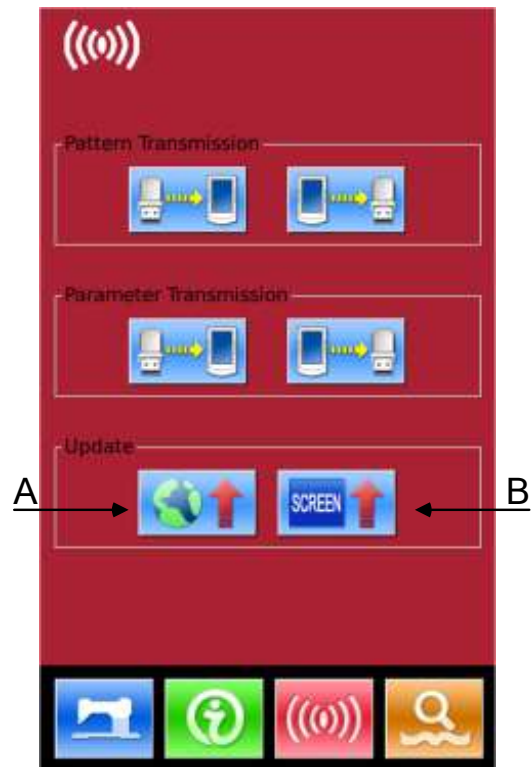 Pattern Transmission
Parameter Transmission
Update
A
SCREEN
B